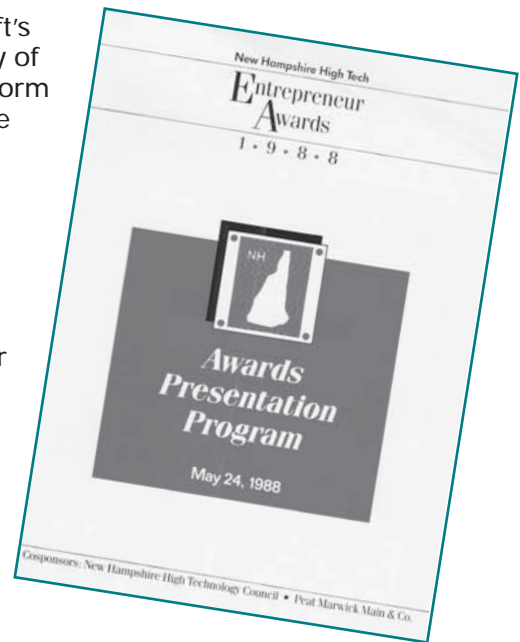 ft's
y of
orm
e
r
New Hampshire High Tech
Entrepreneur
Awards
1 • 9 • 8 • 8
NH
Awards
Presentation
Program
May 24, 1988
Cosponsors: New Hampshire High Technology Council • Peat Marwick Main & Co.